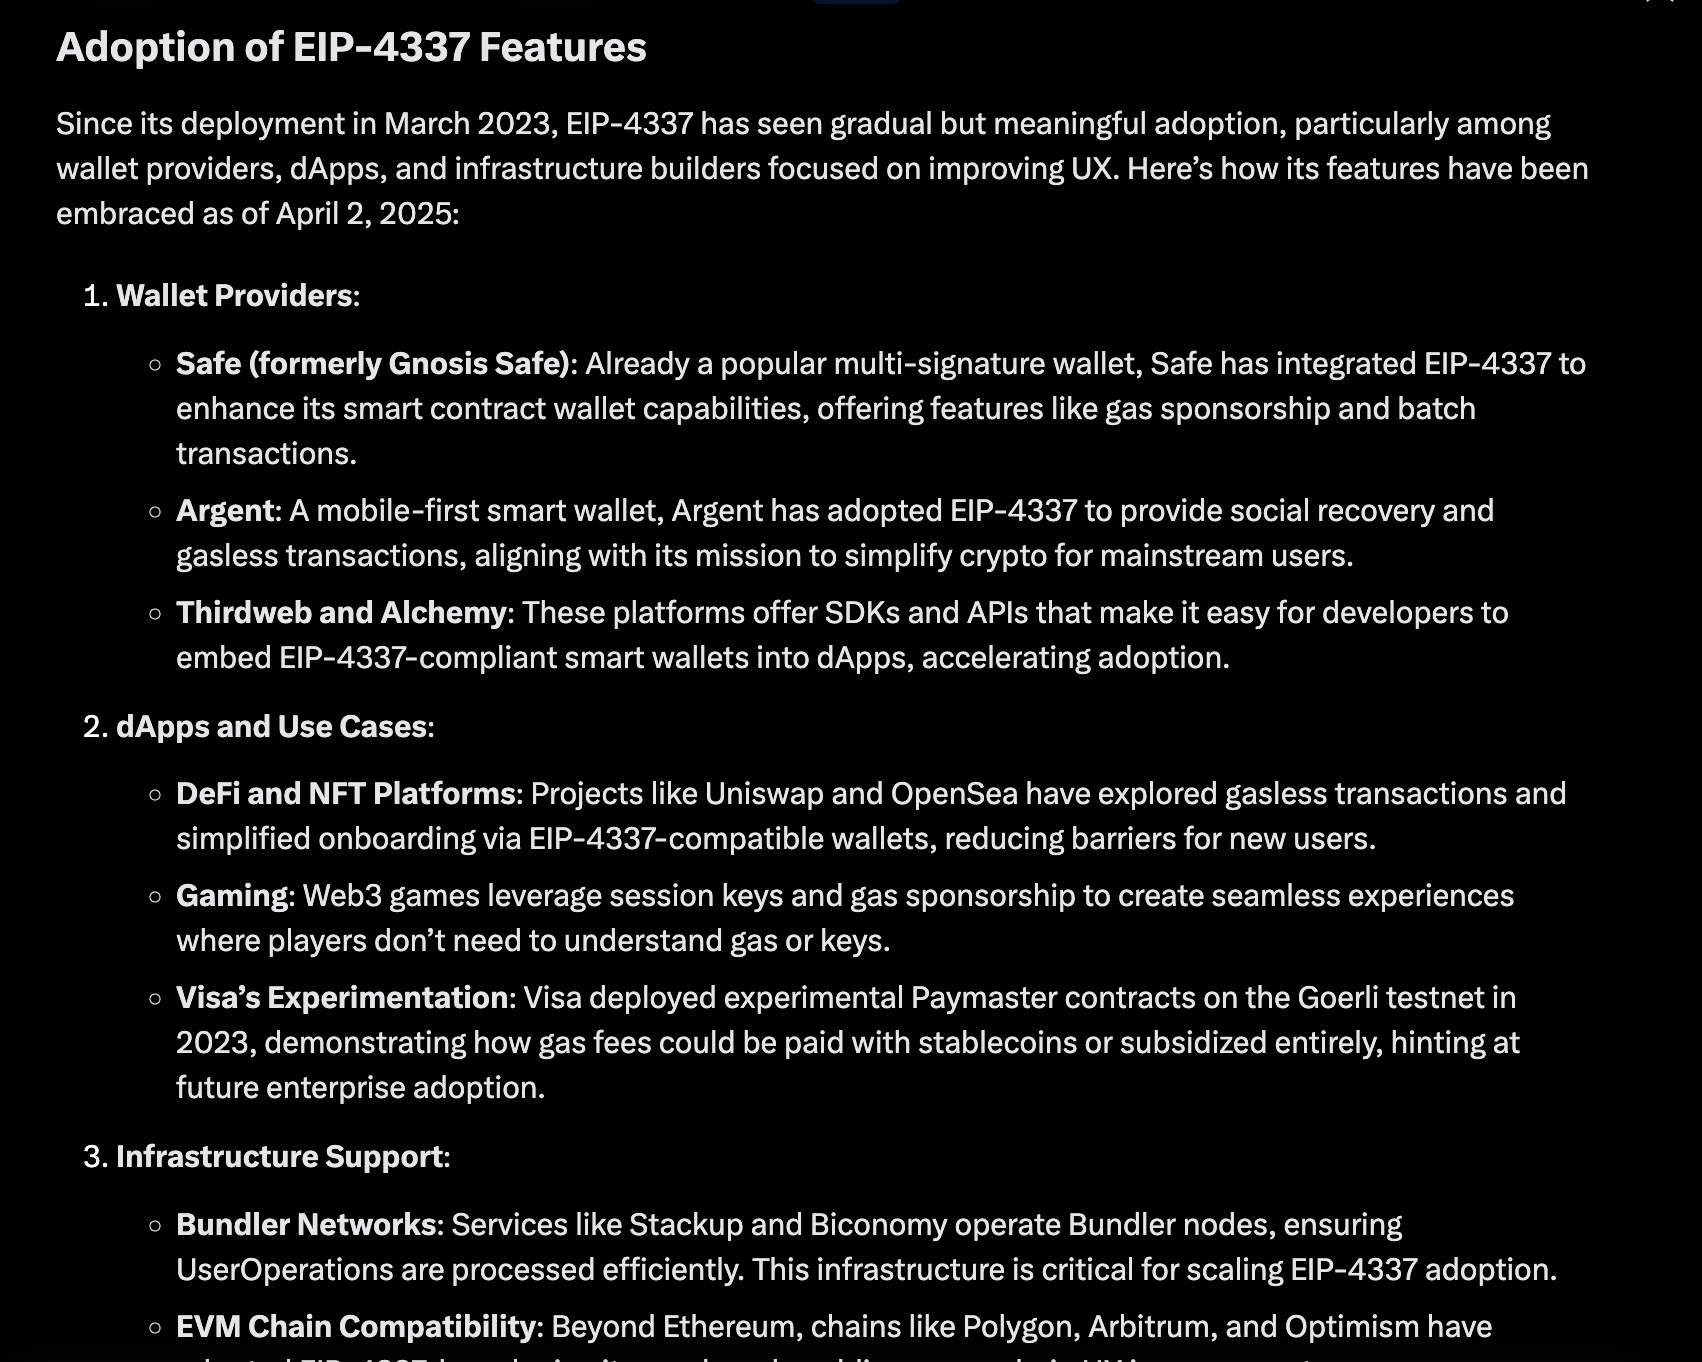 Adoption of EIP-4337 Features
Since its deployment in March 2023, EIP-4337 has seen gradual but meaningful adoption, particularly among
wallet providers, dApps, and infrastructure builders focused on improving UX. Here’s how its features have been
embraced as of April 2, 2025:
1. Wallet Providers:
○ Safe (formerly Gnosis Safe): Already a popular multi-signature wallet, Safe has integrated EIP-4337 to
enhance its smart contract wallet capabilities, offering features like gas sponsorship and batch
transactions.
○ Argent: A mobile-first smart wallet, Argent has adopted EIP-4337 to provide social recovery and
gasless transactions, aligning with its mission to simplify crypto for mainstream users.
○ Thirdweb and Alchemy: These platforms offer SDKs and APIs that make it easy for developers to
embed EIP-4337-compliant smart wallets into dApps, accelerating adoption.
2. dApps and Use Cases:
○ DeFi and NFT Platforms: Projects like Uniswap and OpenSea have explored gasless transactions and
simplified onboarding via EIP-4337-compatible wallets, reducing barriers for new users.
○ Gaming: Web3 games leverage session keys and gas sponsorship to create seamless experiences
where players don’t need to understand gas or keys.
○ Visa’s Experimentation: Visa deployed experimental Paymaster contracts on the Goerli testnet in
2023, demonstrating how gas fees could be paid with stablecoins or subsidized entirely, hinting at
future enterprise adoption.
3. Infrastructure Support:
○ Bundler Networks: Services like Stackup and Biconomy operate Bundler nodes, ensuring
UserOperations are processed efficiently. This infrastructure is critical for scaling EIP-4337 adoption.
○ EVM Chain Compatibility: Beyond Ethereum, chains like Polygon, Arbitrum, and Optimism have